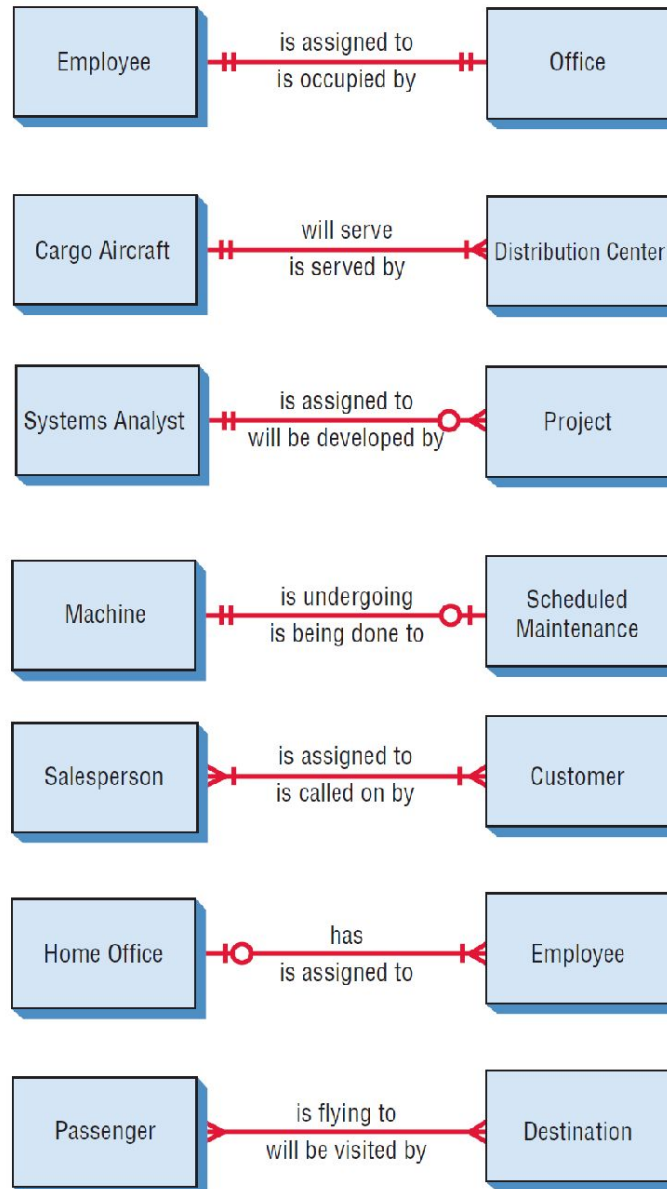 Employee
is assigned to
is occupied by
Office
Cargo Aircraft
will serve
is served by
Distribution Center
Systems Analyst
is assigned to
will be developed by
Project
Machine
is undergoing
is being done to
Scheduled
Maintenance
Salesperson
is assigned to
is called on by
Customer
Home Office
has
is assigned to
Employee
Passenger
is flying to
will be visited by
Destination